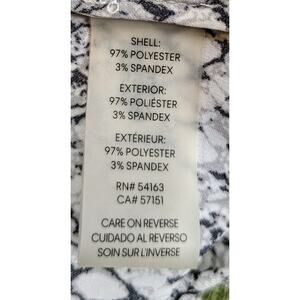 SHELL:
97% POLYESTER
3% SPANDEX
EXTERIOR:
97% POLIÉSTER
3% SPANDEX
EXTÉRIEUR:
97% POLYESTER
3% SPANDEX
RN# 54163
CA# 57151
CARE ON REVERSE
CUIDADO AL REVERSO
SOIN SUR L'INVERSE